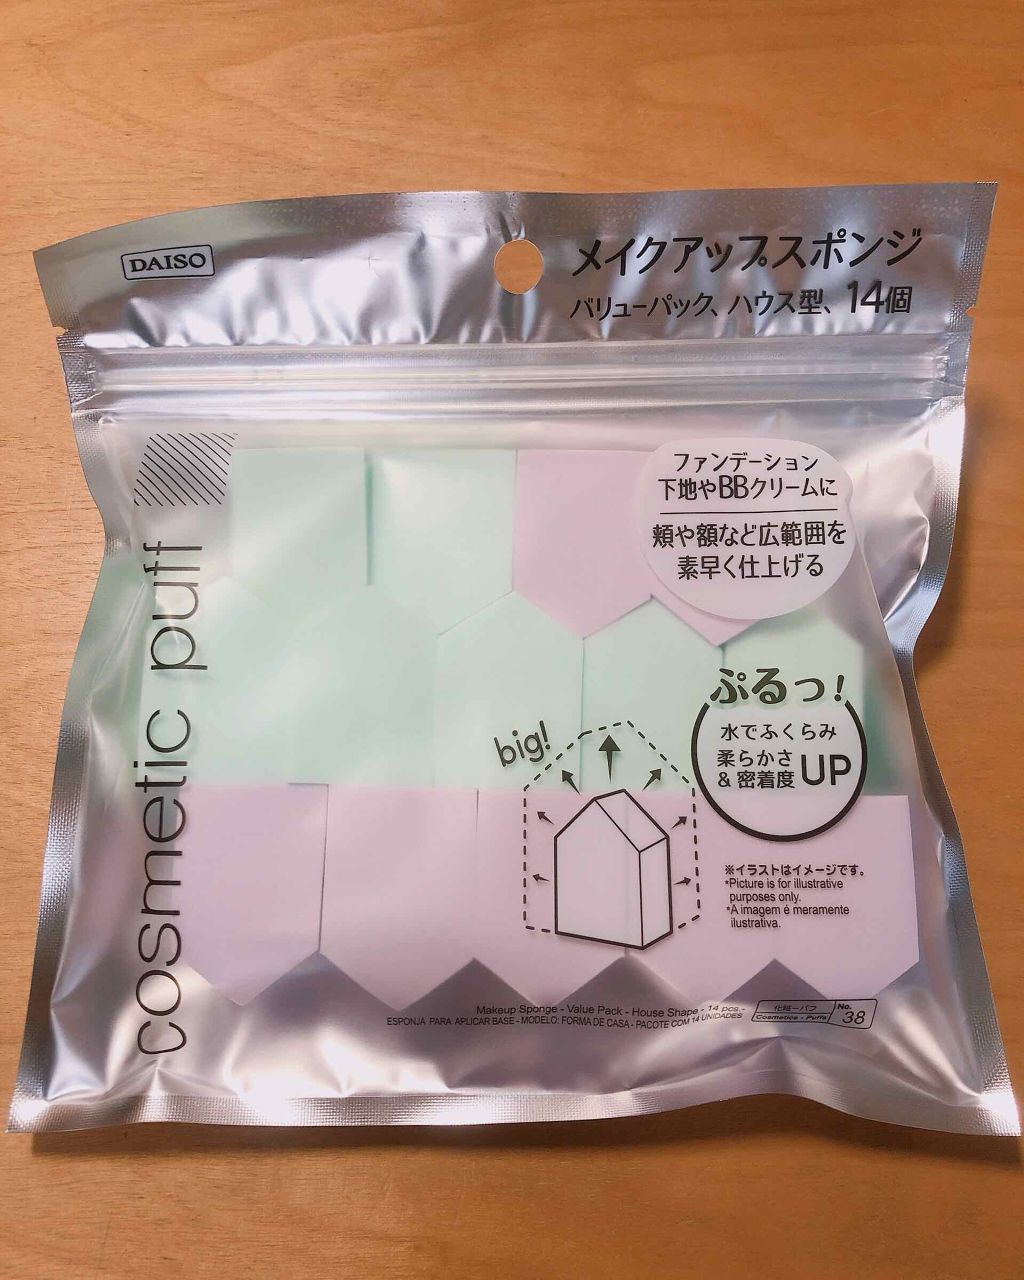 DAISO
メイクアップスポンジ
バリューパック、ハウス型、14個
ファンデーション
下地やBBクリームに
頬や額など広範囲を
素早く仕上げる
cosmetic puff
ぷるっ!
水でふくらみ
柔らかさ
&密着度 UP
big!
※イラストはイメージです。
*Picture is for illustrative
purposes only.
*A imagem é meramente
ilustrativa.
Makeup Sponge - Value Pack - House Shape - 14 pcs.-
ESPONJA PARA APLICAR BASE - MODELO: FORMA DE CASA - PACOTE COM 14 UNIDADES
化粧ーパフ
Cosmetics - Puffs
No.
38